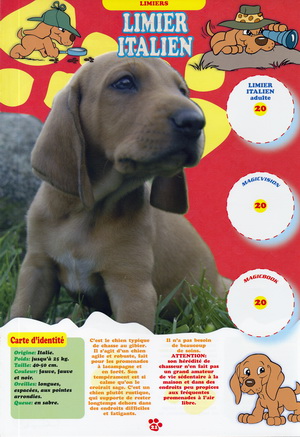 LIMIERS
LIMIER
ITALIEN
LIMIER
ITALIEN
adulte
20
MAGICVISION
20
MAGICBOOK
20
Carte d'identité
Origine: Italie.
Poids: jusqu'à 25 kg.
Taille: 40-50 cm.
Couleur: fauve, fauve
et noir.
Oreilles: longues,
espacées, aux pointes
arrondies.
Queue: en sabre.
C'est le chien typique
de chasse au gibier.
Il s'agit d'un chien
agile et robuste, fait
pour les promenades
à la campagne et
en forêt. Son
tempérament est si
calme qu'on le
croirait sage. C'est un
chien plutôt rustique,
qui supporte de rester
longtemps dehors dans
des endroits difficiles
et fatigants.
Il n'a pas besoin
de beaucoup
de soins.
ATTENTION:
son hérédité de
chasseur n'en fait pas
un grand amateur
de vie sédentaire à la
maison et dans des
endroits peu propices
aux fréquentes
promenades à l'air
libre.